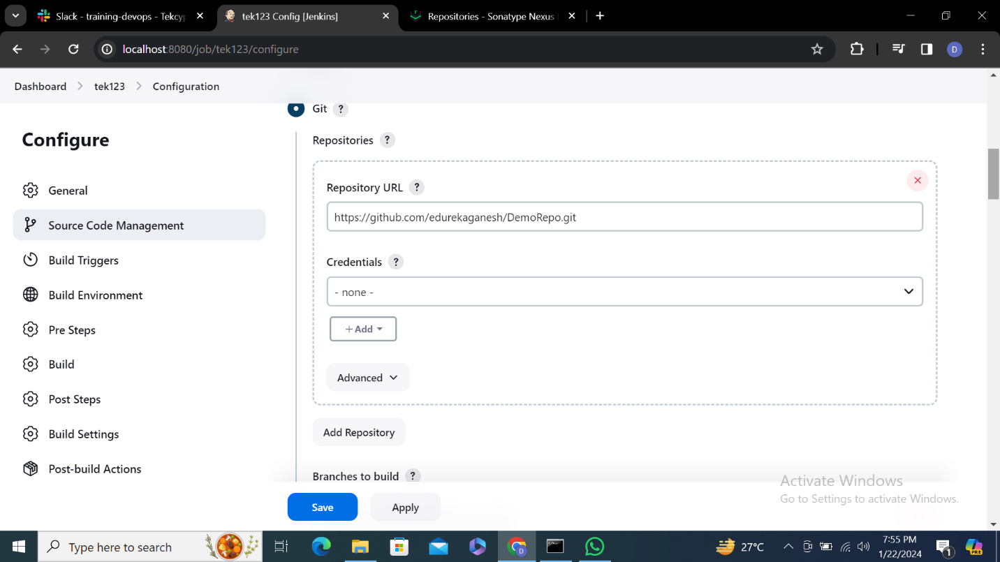 Slack - training-devops - Tekcyp
tek123 Config [Jenkins]
Repositories - Sonatype Nexus
localhost:8080/job/tek123/configure
D
Dashboard
tek123
Configuration
Git ?
Configure
Repositories ?
Repository URL ?
General
https://github.com/edurekaganesh/DemoRepo.git
Source Code Management
Build Triggers
Credentials ?
- none -
Build Environment
Pre Steps
+ Add
Build
Advanced
Post Steps
Build Settings
Add Repository
Post-build Actions
Branches to build ?
Activate Windows
Go to Settings to activate Windows.
Save
Apply
Type here to search
D
27°C
7:55 PM
1/22/2024
1
PRE